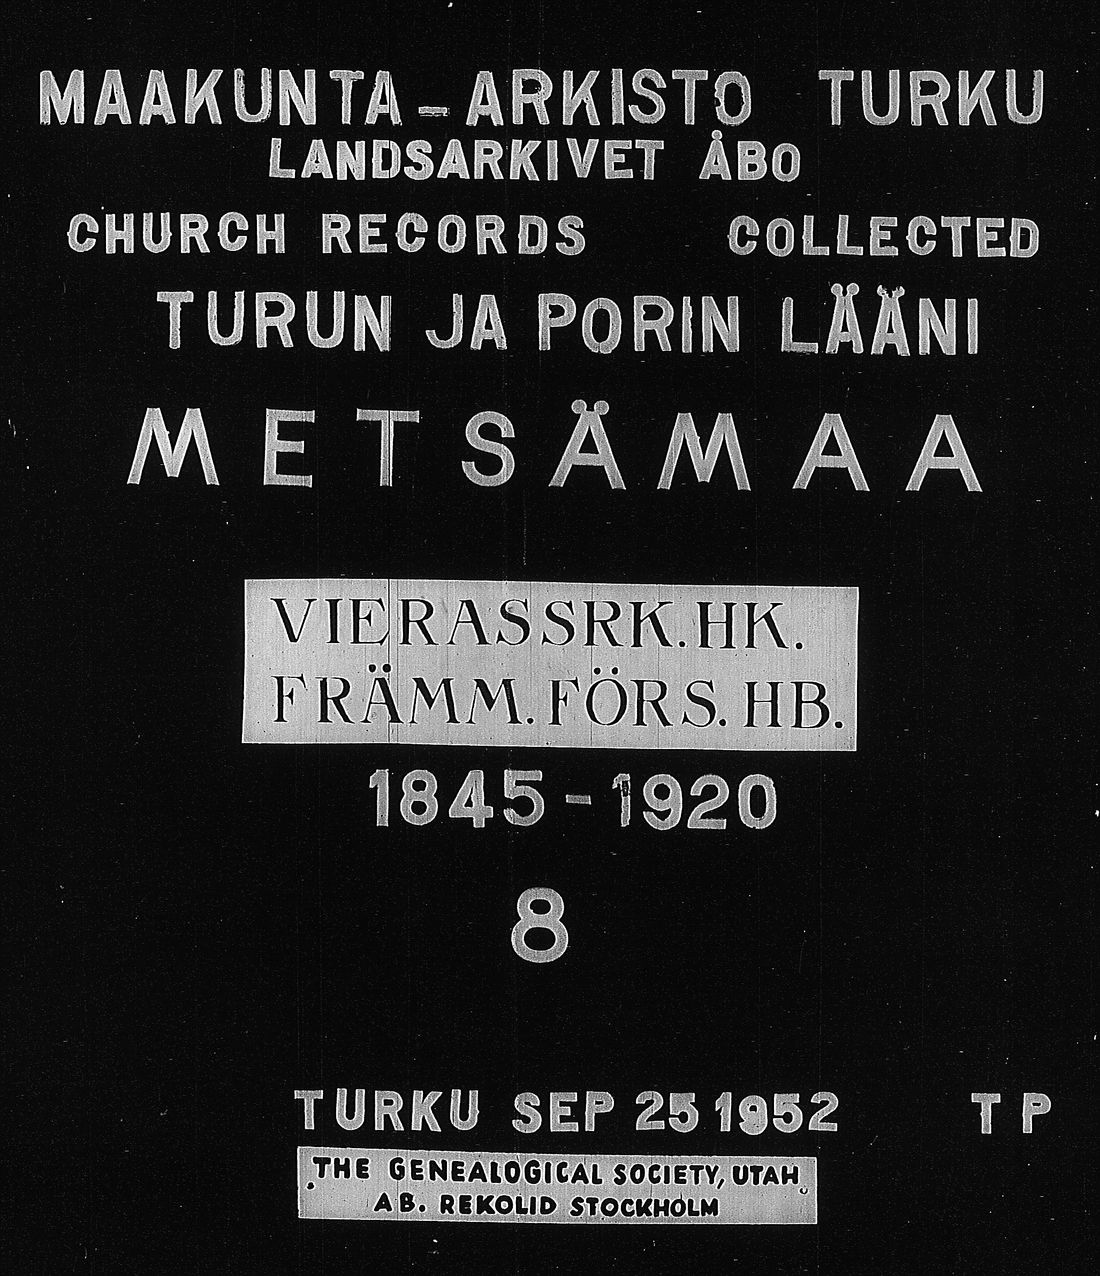 MAAKUNTA-ARKISTO TURKU
LANDSARKIVET ÅBO
CHURCH RECORDS COLLECTED
TURUN JA PORIN LÄÄNI
METSÄMAA
VIERASSRK.HK.
FRÄMM.FÖRS.HB.
1845-1920
8
TURKU SEP 25 1952 TP
THE GENEALOGICAL SOCIETY, UTAH
AB. REKOLID STOCKHOLM